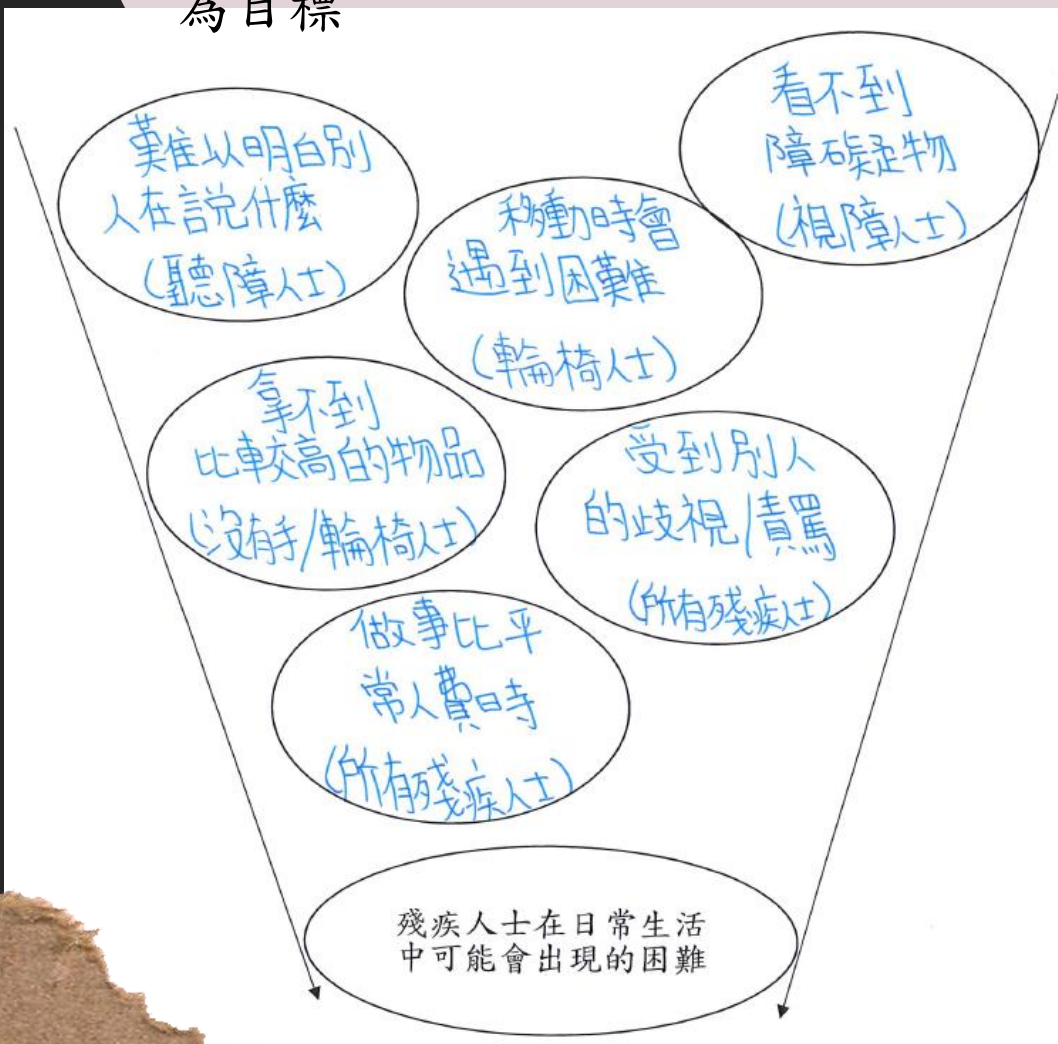 為目標
難以明白別
人在說什麼
(聽障人士)
看不到
障礙物
(視障人士)
移動時會
遇到困難
(輪椅人士)
拿不到
比較高的物品
(沒有手/輪椅人士)
受到別人
的歧視/責罵
(所有殘疾人士)
做事比平
常人費時
(所有殘疾人士)
殘疾人士在日常生活
中可能會出現的困難